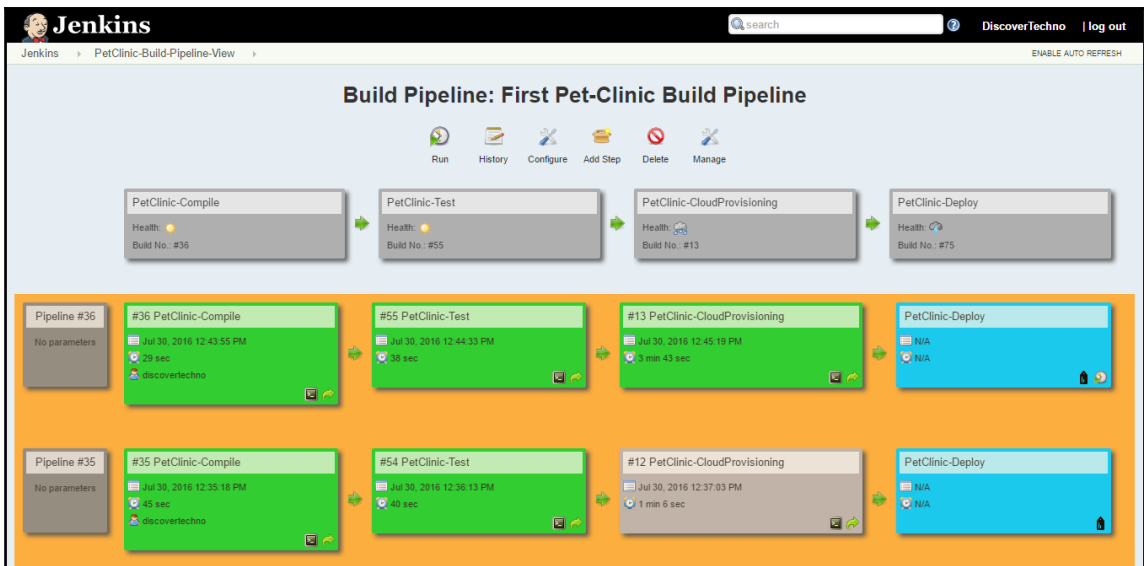 Jenkins
search
DiscoverTechno | log out
Jenkins PetClinic-Build-Pipeline-View
ENABLE AUTO REFRESH
Build Pipeline: First Pet-Clinic Build Pipeline
Run History Configure Add Step Delete Manage
PetClinic-Compile
Health:
Build No.: #36
PetClinic-Test
Health:
Build No.: #55
PetClinic-CloudProvisioning
Health:
Build No.: #13
PetClinic-Deploy
Health:
Build No.: #75
Pipeline #36
No parameters
#36 PetClinic-Compile
Jul 30, 2016 12:43:55 PM
29 sec
discovertechno
#55 PetClinic-Test
Jul 30, 2016 12:44:33 PM
38 sec
#13 PetClinic-CloudProvisioning
Jul 30, 2016 12:45:19 PM
3 min 43 sec
PetClinic-Deploy
N/A
N/A
Pipeline #35
No parameters
#35 PetClinic-Compile
Jul 30, 2016 12:35:18 PM
45 sec
discovertechno
#54 PetClinic-Test
Jul 30, 2016 12:36:13 PM
40 sec
#12 PetClinic-CloudProvisioning
Jul 30, 2016 12:37:03 PM
1 min 6 sec
PetClinic-Deploy
N/A
N/A